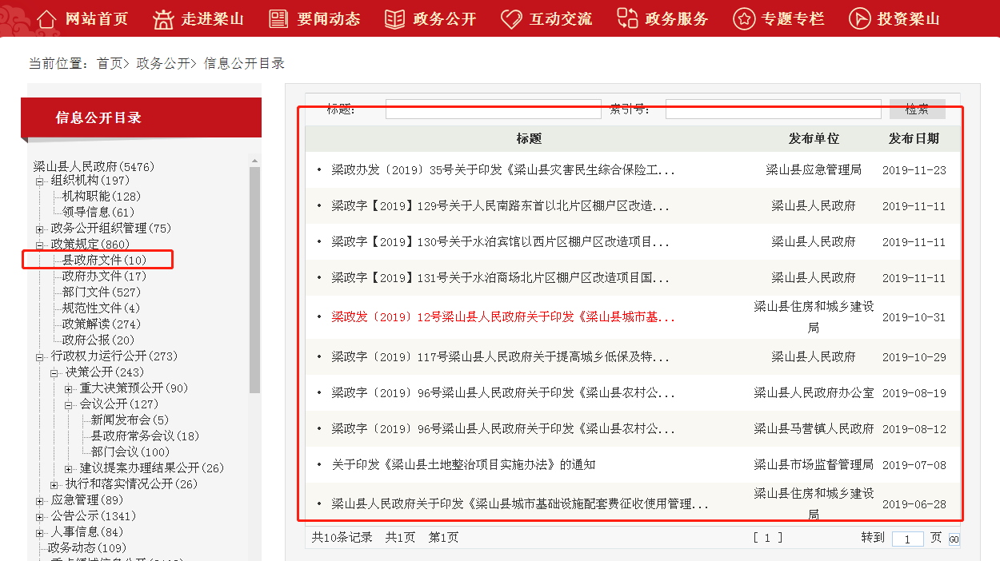 网站首页 走进梁山 要闻动态 政务公开 互动交流 政务服务 专题专栏 投资梁山
当前位置： 首页> 政务公开> 信息公开目录
信息公开目录
梁山县人民政府(5476)
组织机构(197)
机构职能(128)
领导信息(61)
政务公开组织管理(75)
政策规定(860)
县政府文件(10)
政府办文件(17)
部门文件(527)
规范性文件(4)
政策解读(274)
政府公报(20)
行政权力运行公开(273)
决策公开(243)
重大决策预公开(90)
会议公开(127)
新闻发布会(5)
县政府常务会议(18)
部门会议(100)
建议提案办理结果公开(26)
执行和落实情况公开(26)
应急管理(89)
公告公示(1341)
人事信息(84)
政务动态(109)
标题： 索引号： 检索
标题 发布单位 发布日期
• 梁政办发〔2019〕35号关于印发《梁山县灾害民生综合保险工... 梁山县应急管理局 2019-11-23
• 梁政字【2019】129号关于人民南路东首以北片区棚户区改造... 梁山县人民政府 2019-11-11
• 梁政字【2019】130号关于水泊宾馆以西片区棚户区改造项目... 梁山县人民政府 2019-11-11
• 梁政字【2019】131号关于水泊商场北片区棚户区改造项目国... 梁山县人民政府 2019-11-11
• 梁政发〔2019〕12号梁山县人民政府关于印发《梁山县城市基... 梁山县住房和城乡建设局 2019-10-31
• 梁政字〔2019〕117号梁山县人民政府关于提高城乡低保及特... 梁山县人民政府 2019-10-29
• 梁政字〔2019〕96号梁山县人民政府关于印发《梁山县农村公... 梁山县人民政府办公室 2019-08-19
• 梁政字〔2019〕96号梁山县人民政府关于印发《梁山县农村公... 梁山县马营镇人民政府 2019-08-12
• 关于印发《梁山县土地整治项目实施办法》的通知 梁山县市场监督管理局 2019-07-08
• 梁山县人民政府关于印发《梁山县城市基础设施配套费征收使用管理... 梁山县住房和城乡建设局 2019-06-28
共10条记录 共1页 第1页 [ 1 ] 转到 1 页 GO